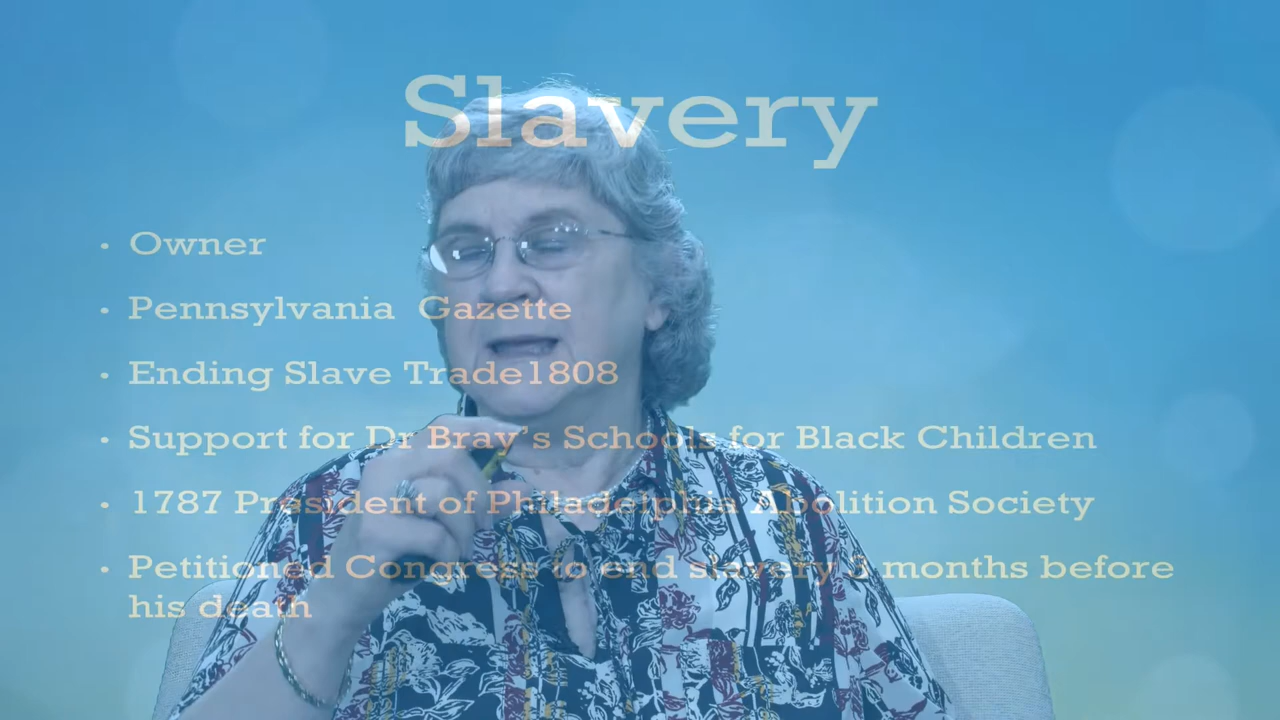 Slavery
• Owner
• Pennsylvania Gazette
• Ending Slave Trade1808
• Support for Dr Bray's Schools for Black Children
• 1787 President of Philadelphia Abolition Society
• Petitioned Congress to end slavery 3 months before
his death